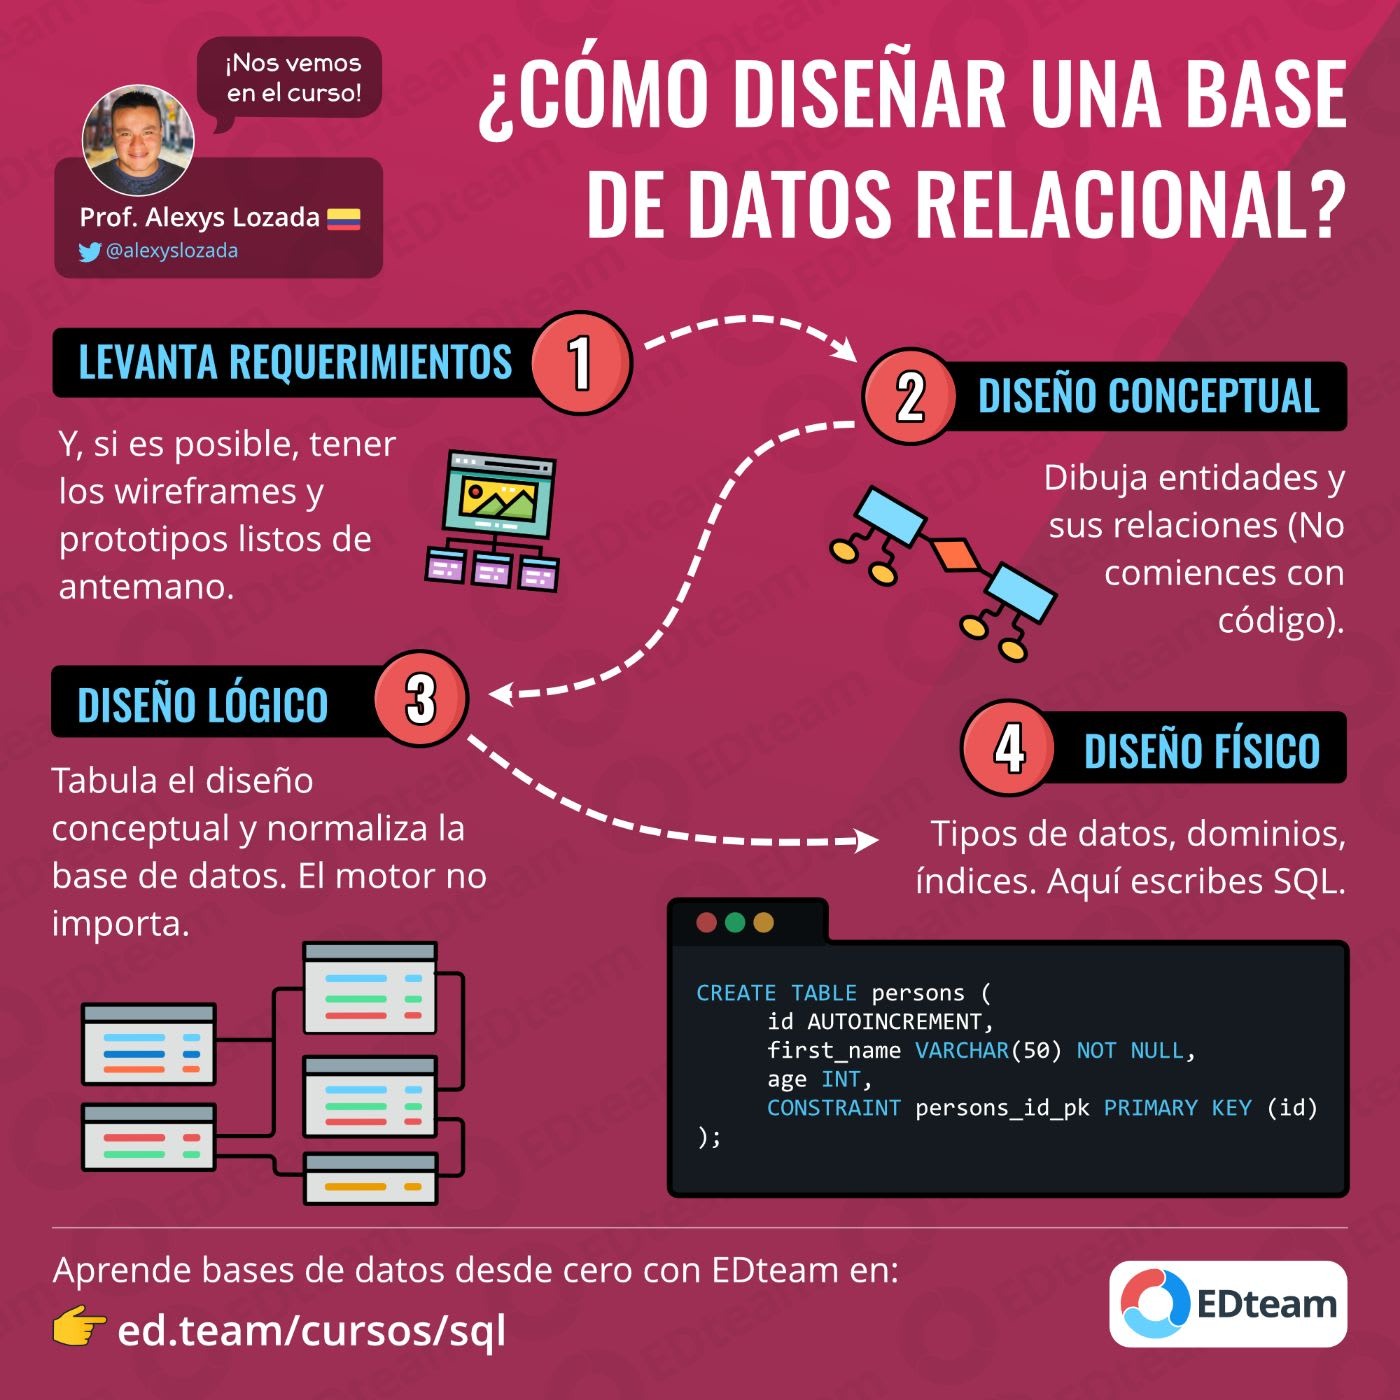 ¡Nos vemos
en el curso!
Prof. Alexys Lozada
@alexyslozada
¿CÓMO DISEÑAR UNA BASE
DE DATOS RELACIONAL?
LEVANTA REQUERIMIENTOS
1
Y, si es posible, tener
los wireframes y
prototipos listos de
antemano.
2
DISEÑO CONCEPTUAL
Dibuja entidades y
sus relaciones (No
comiences con
código).
DISEÑO LÓGICO
3
Tabula el diseño
conceptual y normaliza la
base de datos. El motor no
importa.
4
DISEÑO FÍSICO
Tipos de datos, dominios,
índices. Aquí escribes SQL.
CREATE TABLE persons (
id AUTOINCREMENT,
first_name VARCHAR(50) NOT NULL,
age INT,
CONSTRAINT persons_id_pk PRIMARY KEY (id)
);
Aprende bases de datos desde cero con EDteam en:
ed.team/cursos/sql
EDteam